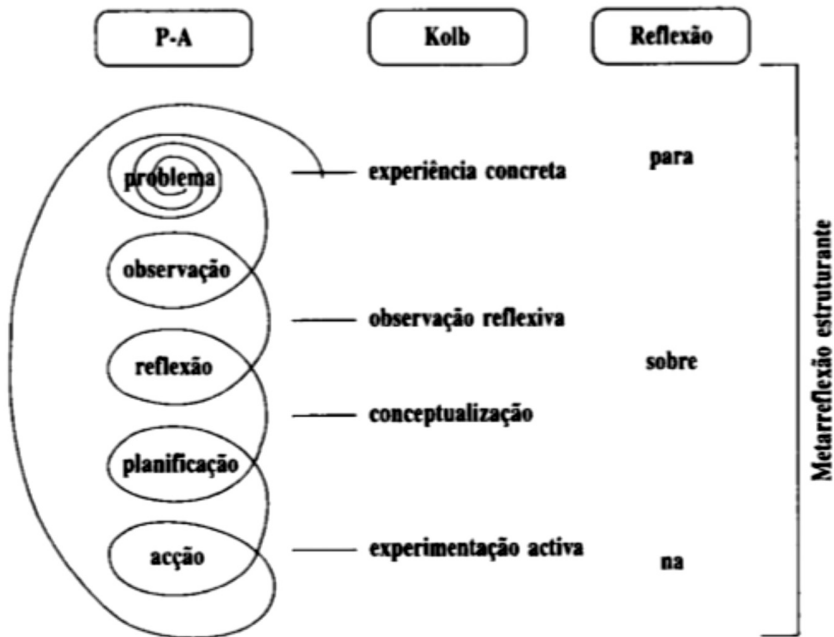 P-A
Kolb
Reflexão
problema
experiência concreta
para
observação
observação reflexiva
reflexão
sobre
conceptualização
planificação
acção
experimentação activa
na
Metarreflexão estruturante